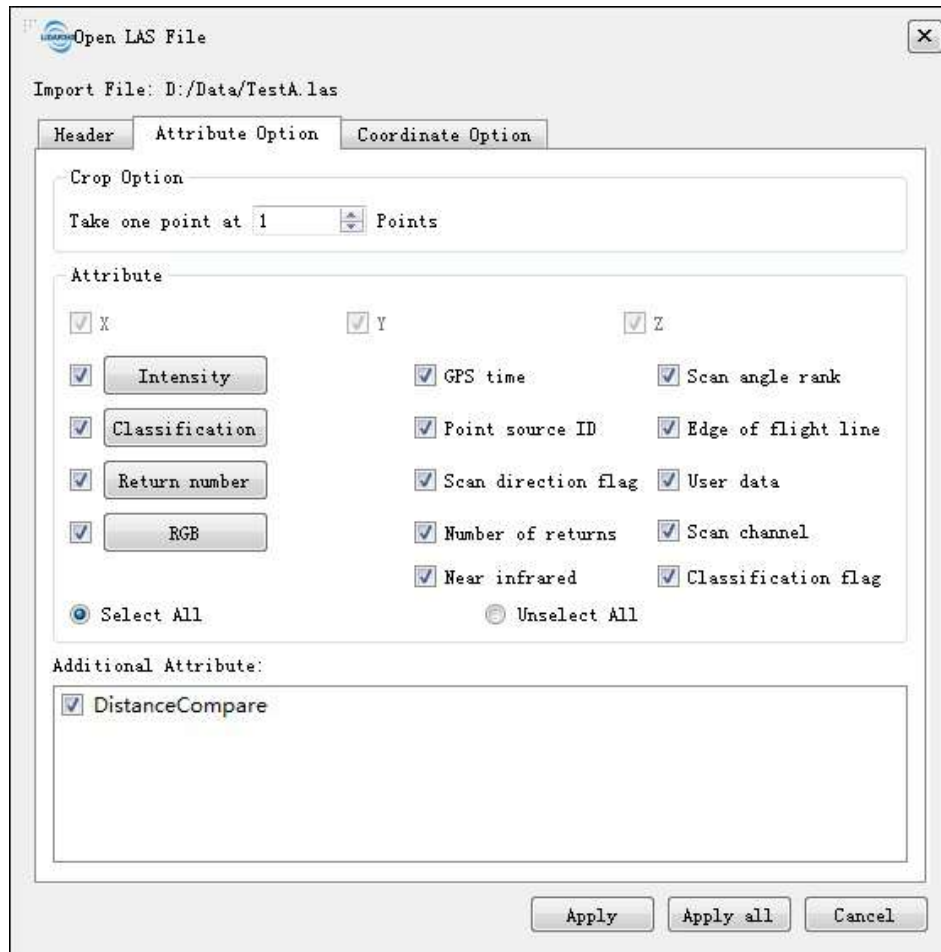 Open LAS File
Import File: D:/Data/TestA.las
Header Attribute Option Coordinate Option
Crop Option
Take one point at 1 Points
Attribute
X Y Z
Intensity GPS time Scan angle rank
Classification Point source ID Edge of flight line
Return number Scan direction flag User data
RGB Number of returns Scan channel
Near infrared Classification flag
Select All Unselect All
Additional Attribute:
DistanceCompare
Apply Apply all Cancel